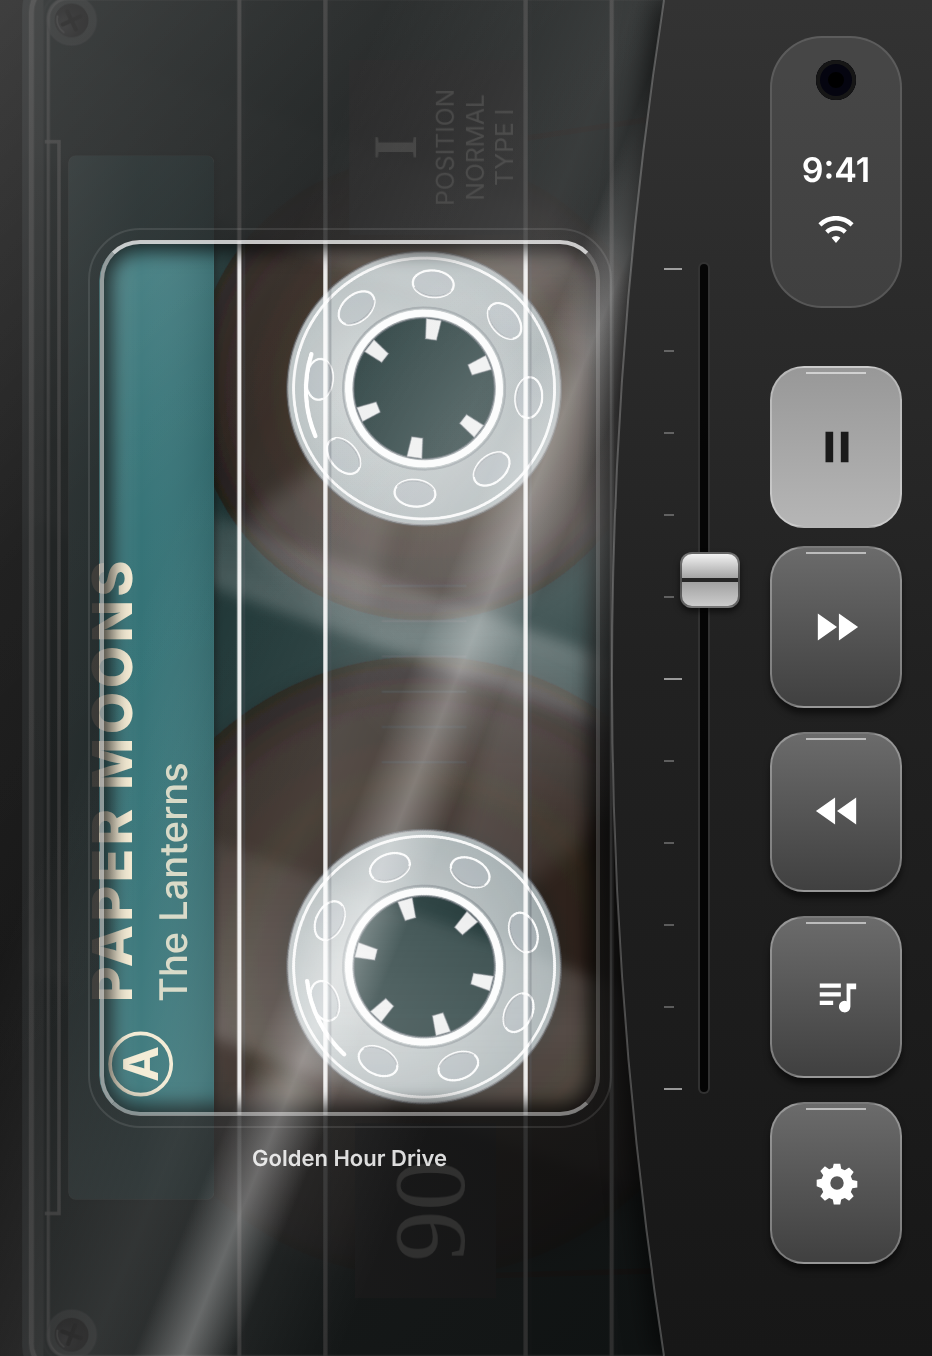 I
POSITION
NORMAL
TYPE I
9:41
PAPER MOONS
The Lanterns
A
Golden Hour Drive
90